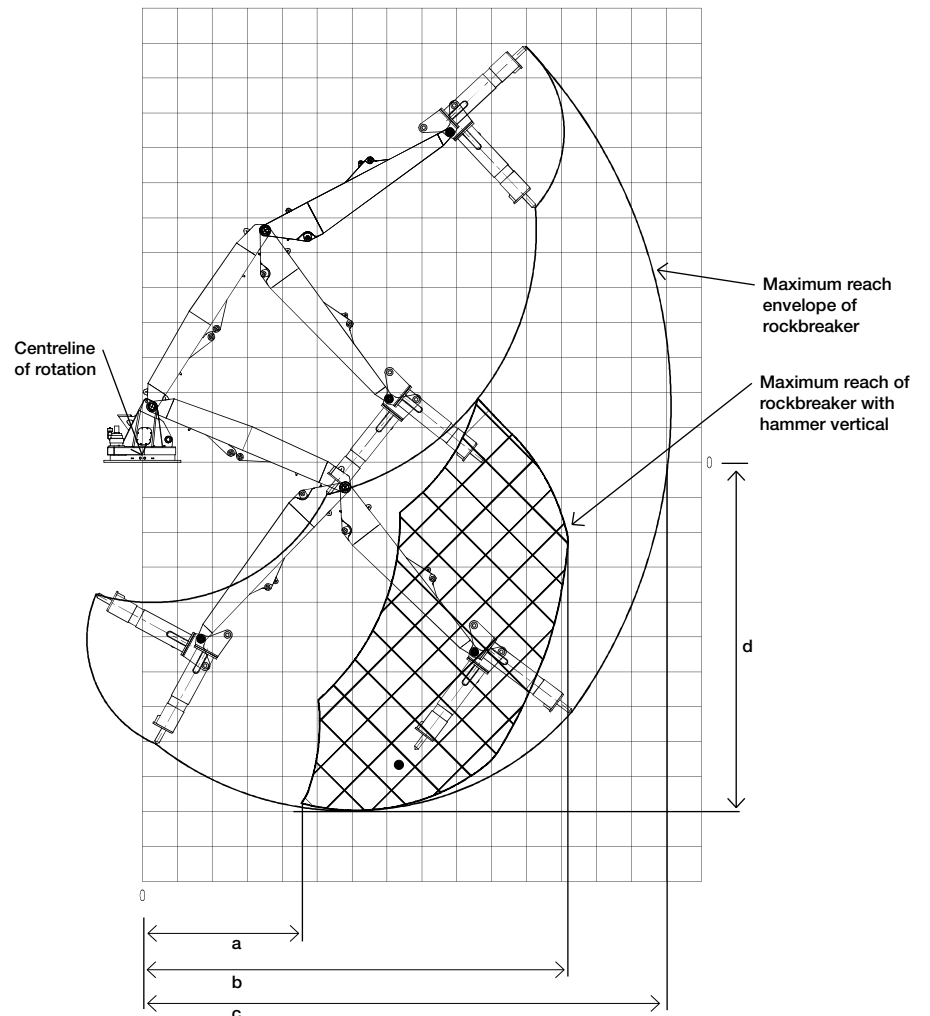 Maximum reach
envelope of
rockbreaker
Centreline
of rotation
Maximum reach of
rockbreaker with
hammer vertical
0
d
0
a
b
c